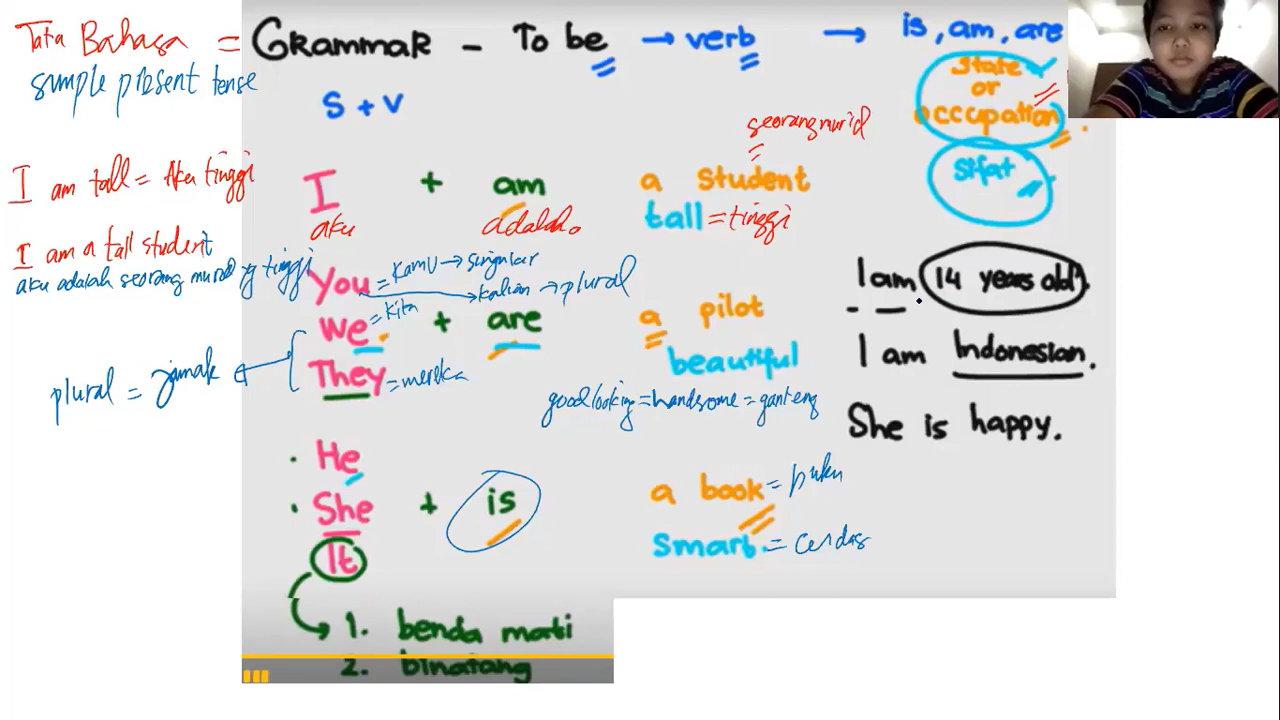 Tata Bahasa = GRAMMAR - To be → verb → is, am, are
simple present tense
State
or
occupation
Sifat
S + V
seorang murid
I + am a student
aku adalah
tall = tinggi
I am tall = Aku tinggi
I am a tall student
aku adalah seorang murid yg tinggi
You = kamu → singular
→ kalian → plural
We = kita + are a pilot
They = mereka beautiful
plural = jamak
good looking = handsome = ganteng
I am 14 years old.
I am Indonesian.
She is happy.
He
She + is a book = buku
It smart. = cerdas
1. benda mati
2. binatang